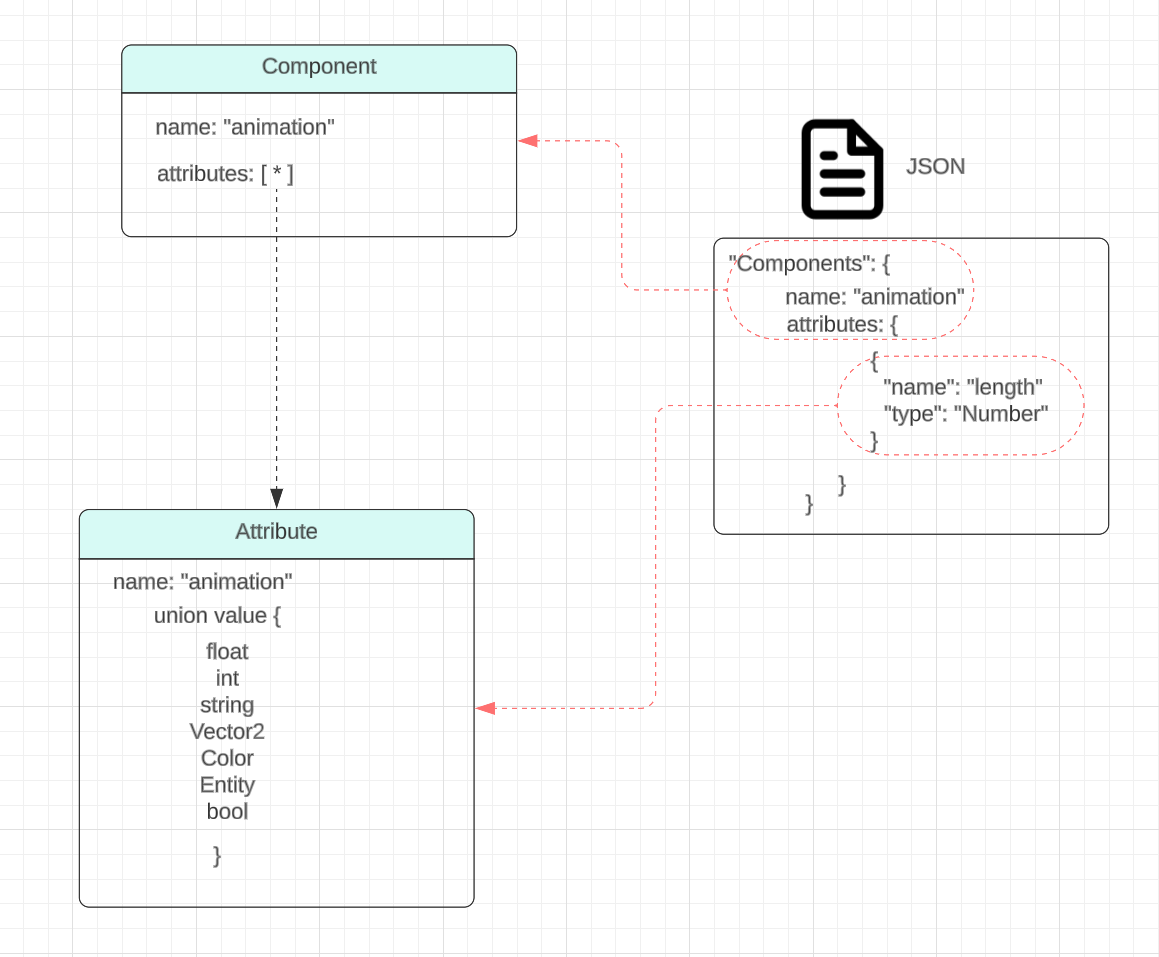 Component
name: "animation"
attributes: [ * ]
JSON
"Components": {
name: "animation"
attributes: {
{
"name": "length"
"type": "Number"
}
}
}
Attribute
name: "animation"
union value {
float
int
string
Vector2
Color
Entity
bool
}